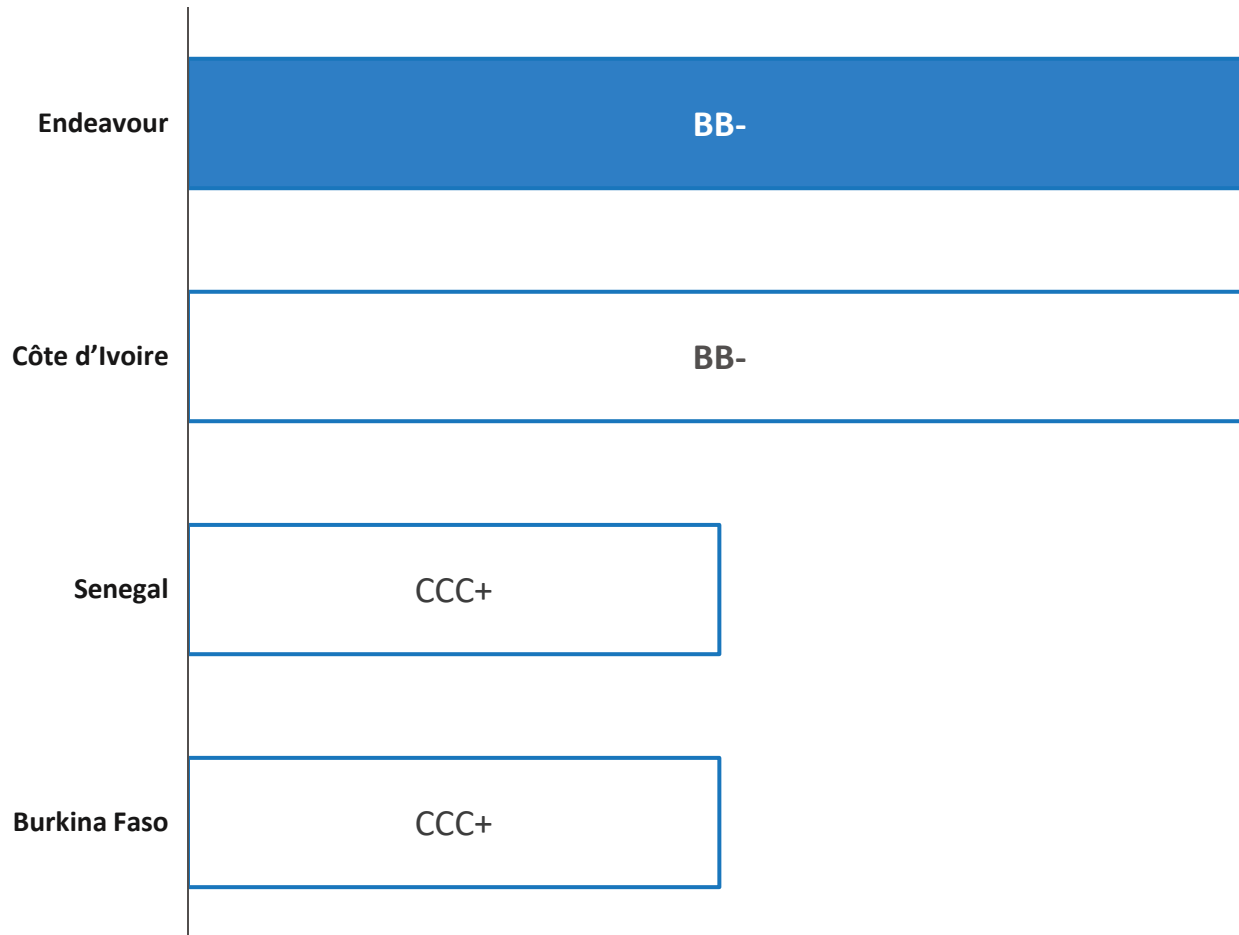 Endeavour
BB-
Côte d’Ivoire
BB-
Senegal
CCC+
Burkina Faso
CCC+